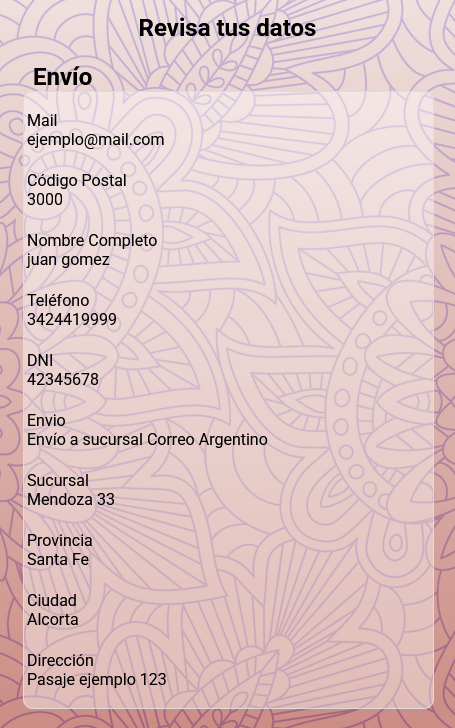 Revisa tus datos
Envío
Mail
ejemplo@mail.com
Código Postal
3000
Nombre Completo
juan gomez
Teléfono
3424419999
DNI
42345678
Envio
Envío a sucursal Correo Argentino
Sucursal
Mendoza 33
Provincia
Santa Fe
Ciudad
Alcorta
Dirección
Pasaje ejemplo 123